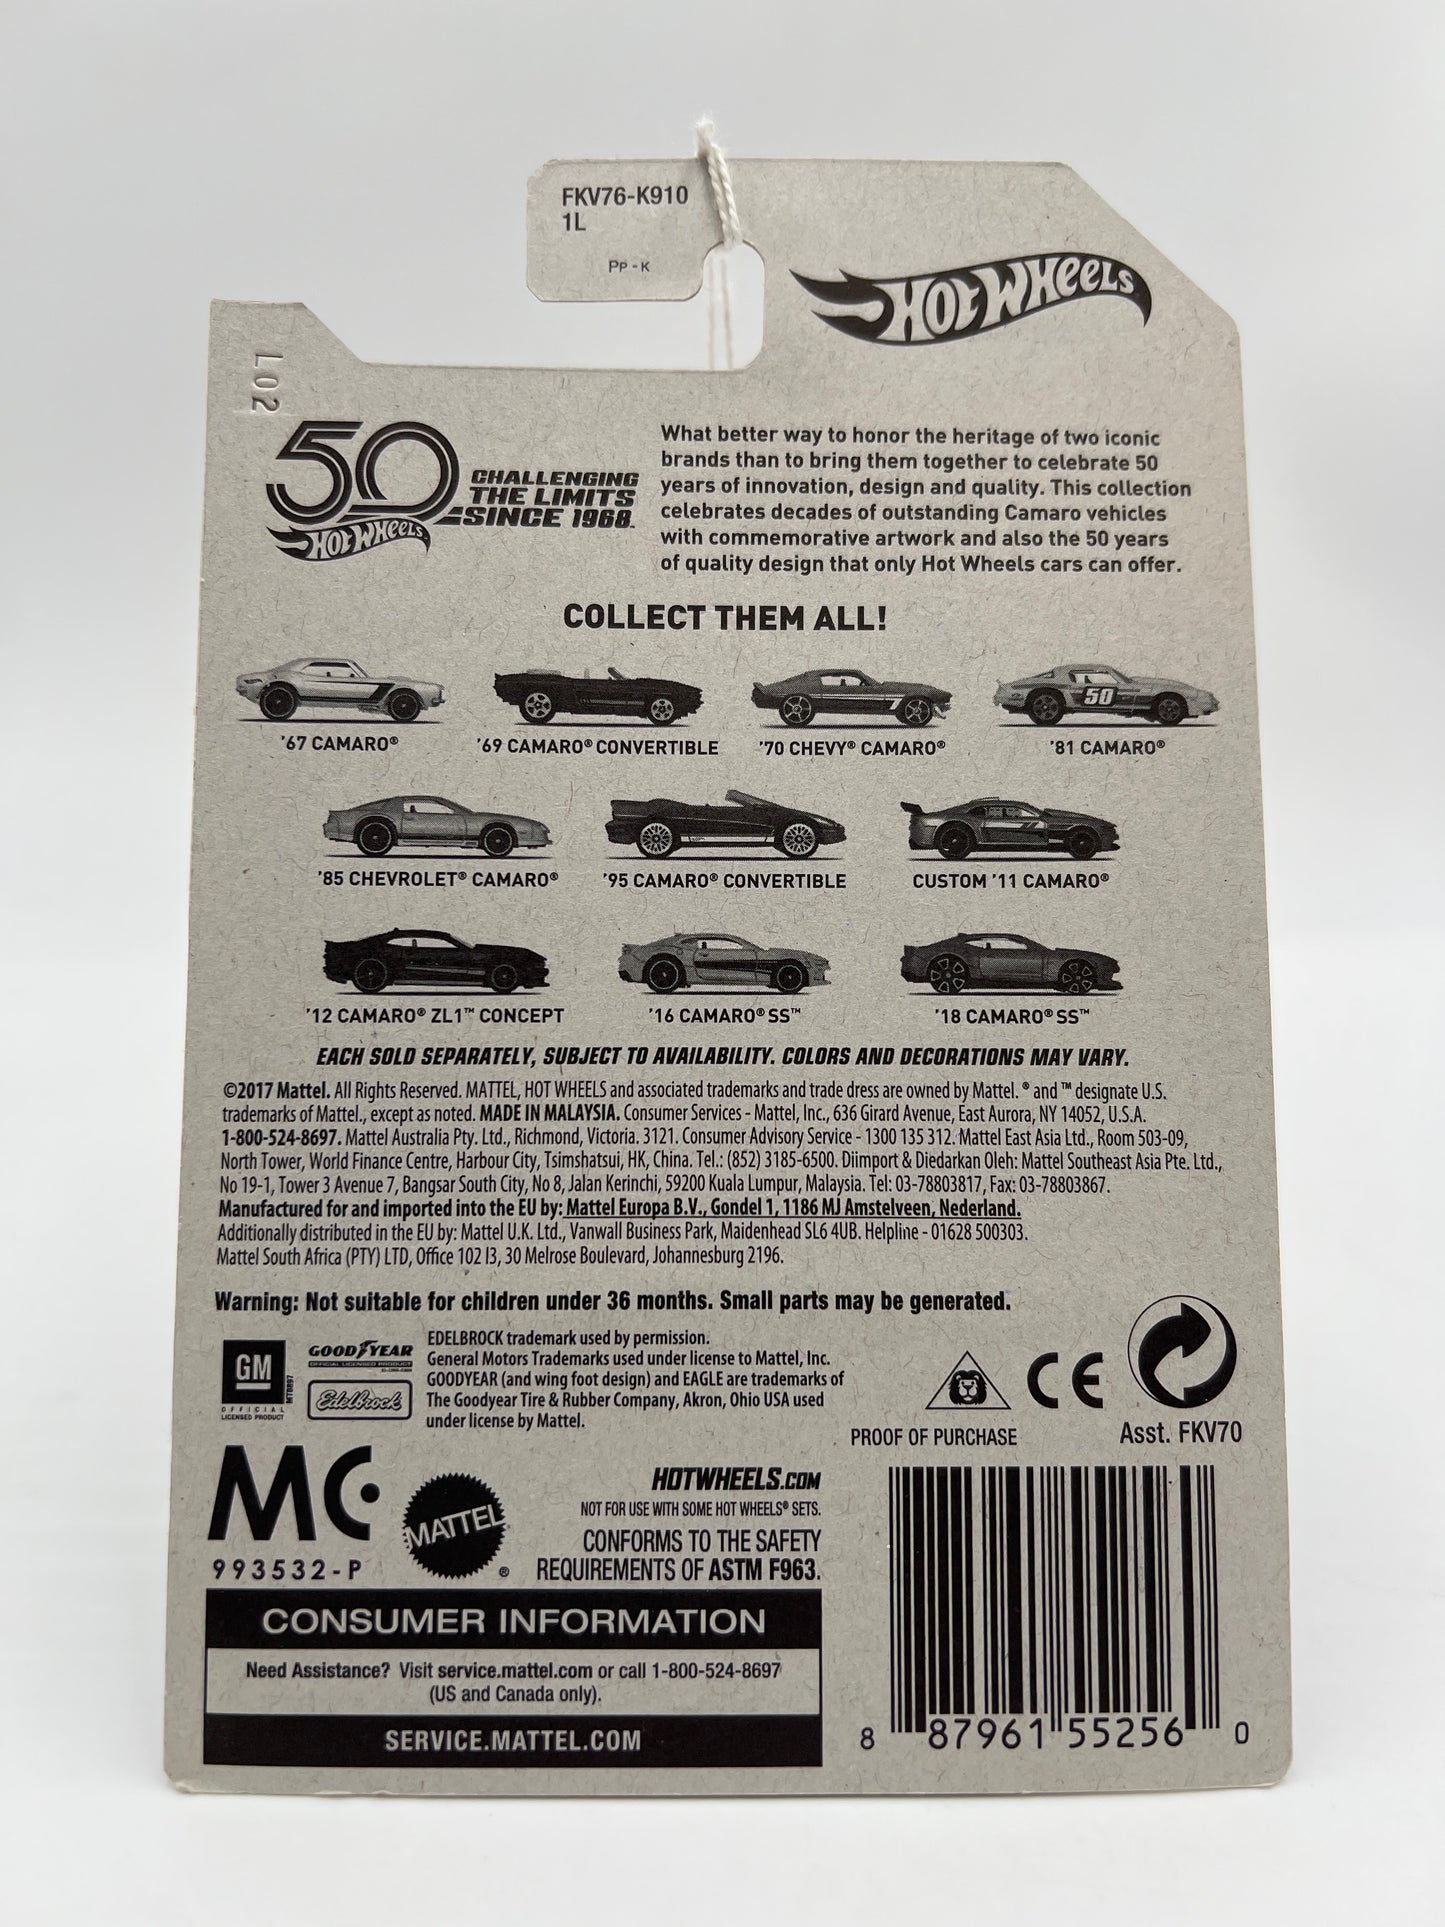 FKV76-K910
1L
PP - K
HOT WHEELS
L02
50
HOT WHEELS
CHALLENGING
THE LIMITS
SINCE 1968™
What better way to honor the heritage of two iconic
brands than to bring them together to celebrate 50
years of innovation, design and quality. This collection
celebrates decades of outstanding Camaro vehicles
with commemorative artwork and also the 50 years
of quality design that only Hot Wheels cars can offer.
COLLECT THEM ALL!
50
'67 CAMARO® '69 CAMARO® CONVERTIBLE '70 CHEVY® CAMARO® '81 CAMARO®
'85 CHEVROLET® CAMARO® '95 CAMARO® CONVERTIBLE CUSTOM '11 CAMARO®
'12 CAMARO® ZL1™ CONCEPT '16 CAMARO® SS™ '18 CAMARO® SS™
EACH SOLD SEPARATELY, SUBJECT TO AVAILABILITY. COLORS AND DECORATIONS MAY VARY.
©2017 Mattel. All Rights Reserved. MATTEL, HOT WHEELS and associated trademarks and trade dress are owned by Mattel. ® and ™ designate U.S.
trademarks of Mattel., except as noted. MADE IN MALAYSIA. Consumer Services - Mattel, Inc., 636 Girard Avenue, East Aurora, NY 14052, U.S.A.
1-800-524-8697. Mattel Australia Pty. Ltd., Richmond, Victoria. 3121. Consumer Advisory Service - 1300 135 312. Mattel East Asia Ltd., Room 503-09,
North Tower, World Finance Centre, Harbour City, Tsimshatsui, HK, China. Tel.: (852) 3185-6500. Diimport & Diedarkan Oleh: Mattel Southeast Asia Pte. Ltd.,
No 19-1, Tower 3 Avenue 7, Bangsar South City, No 8, Jalan Kerinchi, 59200 Kuala Lumpur, Malaysia. Tel: 03-78803817, Fax: 03-78803867.
Manufactured for and imported into the EU by: Mattel Europa B.V., Gondel 1, 1186 MJ Amstelveen, Nederland.
Additionally distributed in the EU by: Mattel U.K. Ltd., Vanwall Business Park, Maidenhead SL6 4UB. Helpline - 01628 500303.
Mattel South Africa (PTY) LTD, Office 102 I3, 30 Melrose Boulevard, Johannesburg 2196.
Warning: Not suitable for children under 36 months. Small parts may be generated.
GM
OFFICIAL
LICENSED PRODUCT
GOODYEAR
OFFICIAL LICENSED PRODUCT
Edelbrock
EDELBROCK trademark used by permission.
General Motors Trademarks used under license to Mattel, Inc.
GOODYEAR (and wing foot design) and EAGLE are trademarks of
The Goodyear Tire & Rubber Company, Akron, Ohio USA used
under license by Mattel.
CE
PROOF OF PURCHASE
Asst. FKV70
MC
993532-P
MATTEL ®
HOTWHEELS.COM
NOT FOR USE WITH SOME HOT WHEELS® SETS.
CONFORMS TO THE SAFETY
REQUIREMENTS OF ASTM F963.
CONSUMER INFORMATION
Need Assistance? Visit service.mattel.com or call 1-800-524-8697
(US and Canada only).
SERVICE.MATTEL.COM
8 87961 55256 0